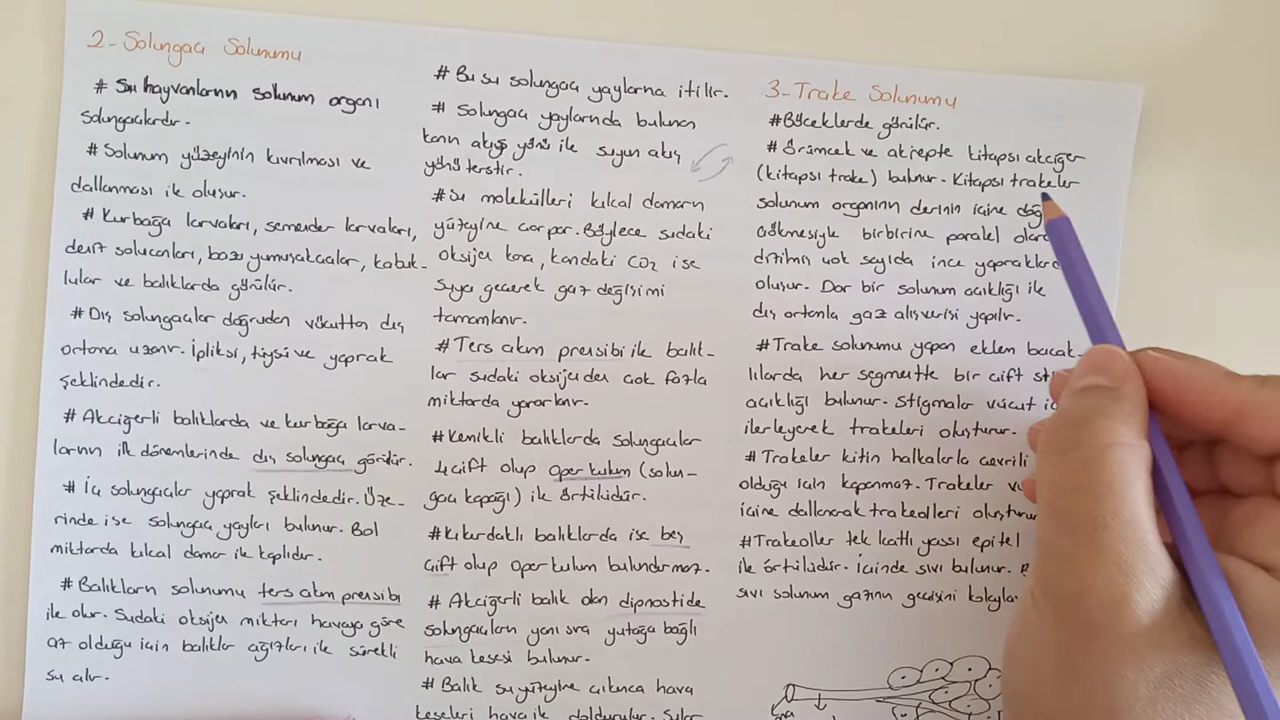 2- Solungaç Solunumu
# Su hayvanlarının solunum organı
solungaçlardır.
# Solunum yüzeyinin kıvrılması ve
dallanması ile oluşur.
# Kurbağa larvaları, semender larvaları,
deniz solucanları, bazı yumuşakçalar, kabuk-
lular ve balıklarda görülür.
# Dış solungaçlar doğrudan vücuttan dış
ortama uzanır. İpliksi, tüysü ve yaprak
şeklindedir.
# Akciğerli balıklarda ve kurbağa larva-
larının ilk dönemlerinde dış solungaç görülür.
# İç solungaçlar yaprak şeklindedir. Üze-
rinde ise solungaç yayları bulunur. Bol
miktarda kılcal damar ile kaplıdır.
# Balıkların solunumu ters akım prensibi
ile olur. Sudaki oksijen miktarı havaya göre
az olduğu için balıklar ağızları ile sürekli
su alır.
# Bu su solungaç yaylarına itilir.
# Solungaç yaylarında bulunan
kanın akış yönü ile suyun akış
yönü terstir.
# Su molekülleri kılcal damarın
yüzeyine çarpar. Böylece sudaki
oksijen kana, kandaki CO2 ise
suya geçerek gaz değişimi
tamamlanır.
# Ters akım prensibi ile balık-
lar sudaki oksijenden çok fazla
miktarda yararlanır.
# Kemikli balıklarda solungaçlar
4 çift olup operkulum (solun-
gaç kapağı) ile örtülüdür.
# Kıkırdaklı balıklarda ise beş
çift olup operkulum bulundurmaz.
# Akciğerli balık olan dipnostide
solungaçların yanı sıra yutağa bağlı
hava kesesi bulunur.
# Balık su yüzeyine çıkınca hava
keseleri hava ile doldurulur.
3- Trake Solunumu
# Böceklerde görülür.
# Örümcek ve akrepte kitapsı akciğer
(kitapsı trake) bulunur. Kitapsı trakeler
solunum organının derinin içine
çökmesiyle birbirine paralel
dizilmiş çok sayıda ince
oluşur. Dar bir solunum açıklığı ile
dış ortamla gaz alışverişi yapılır.
# Trake solunumu yapan eklem bacak-
lılarda her segmentte bir çift
açıklığı bulunur. Stigmalar vücut
ilerleyerek trakeleri oluşturur.
# Trakeler kitin halkalarla çevrili
olduğu için kapanmaz. Trakeler
içine dallanarak trakeolleri
# Trakeoller tek katlı yassı epitel
ile örtülüdür. İçinde sıvı bulunur.
sıvı solunum gazının geçişini